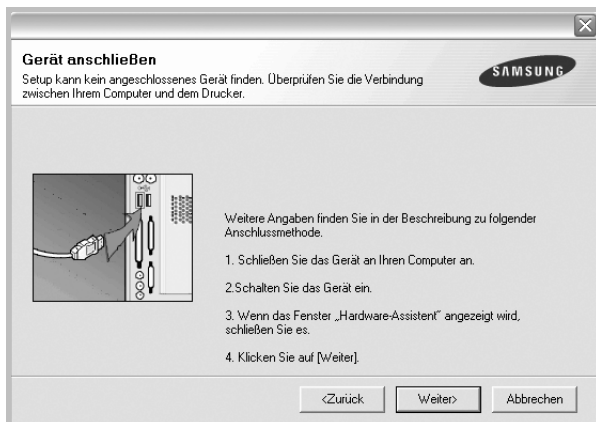 Gerät anschließen
Setup kann kein angeschlossenes Gerät finden. Überprüfen Sie die Verbindung
zwischen Ihrem Computer und dem Drucker.
SAMSUNG
Weitere Angaben finden Sie in der Beschreibung zu folgender
Anschlussmethode.
1. Schließen Sie das Gerät an Ihren Computer an.
2.Schalten Sie das Gerät ein.
3. Wenn das Fenster „Hardware-Assistent" angezeigt wird,
schließen Sie es.
4. Klicken Sie auf [Weiter].
<Zurück
Weiter>
Abbrechen